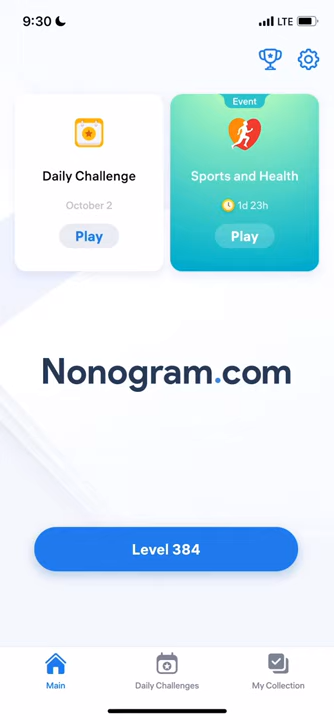 9:30
LTE
Event
Daily Challenge
October 2
Play
Sports and Health
1d 23h
Play
Nonogram.com
Level 384
Main
Daily Challenges
My Collection